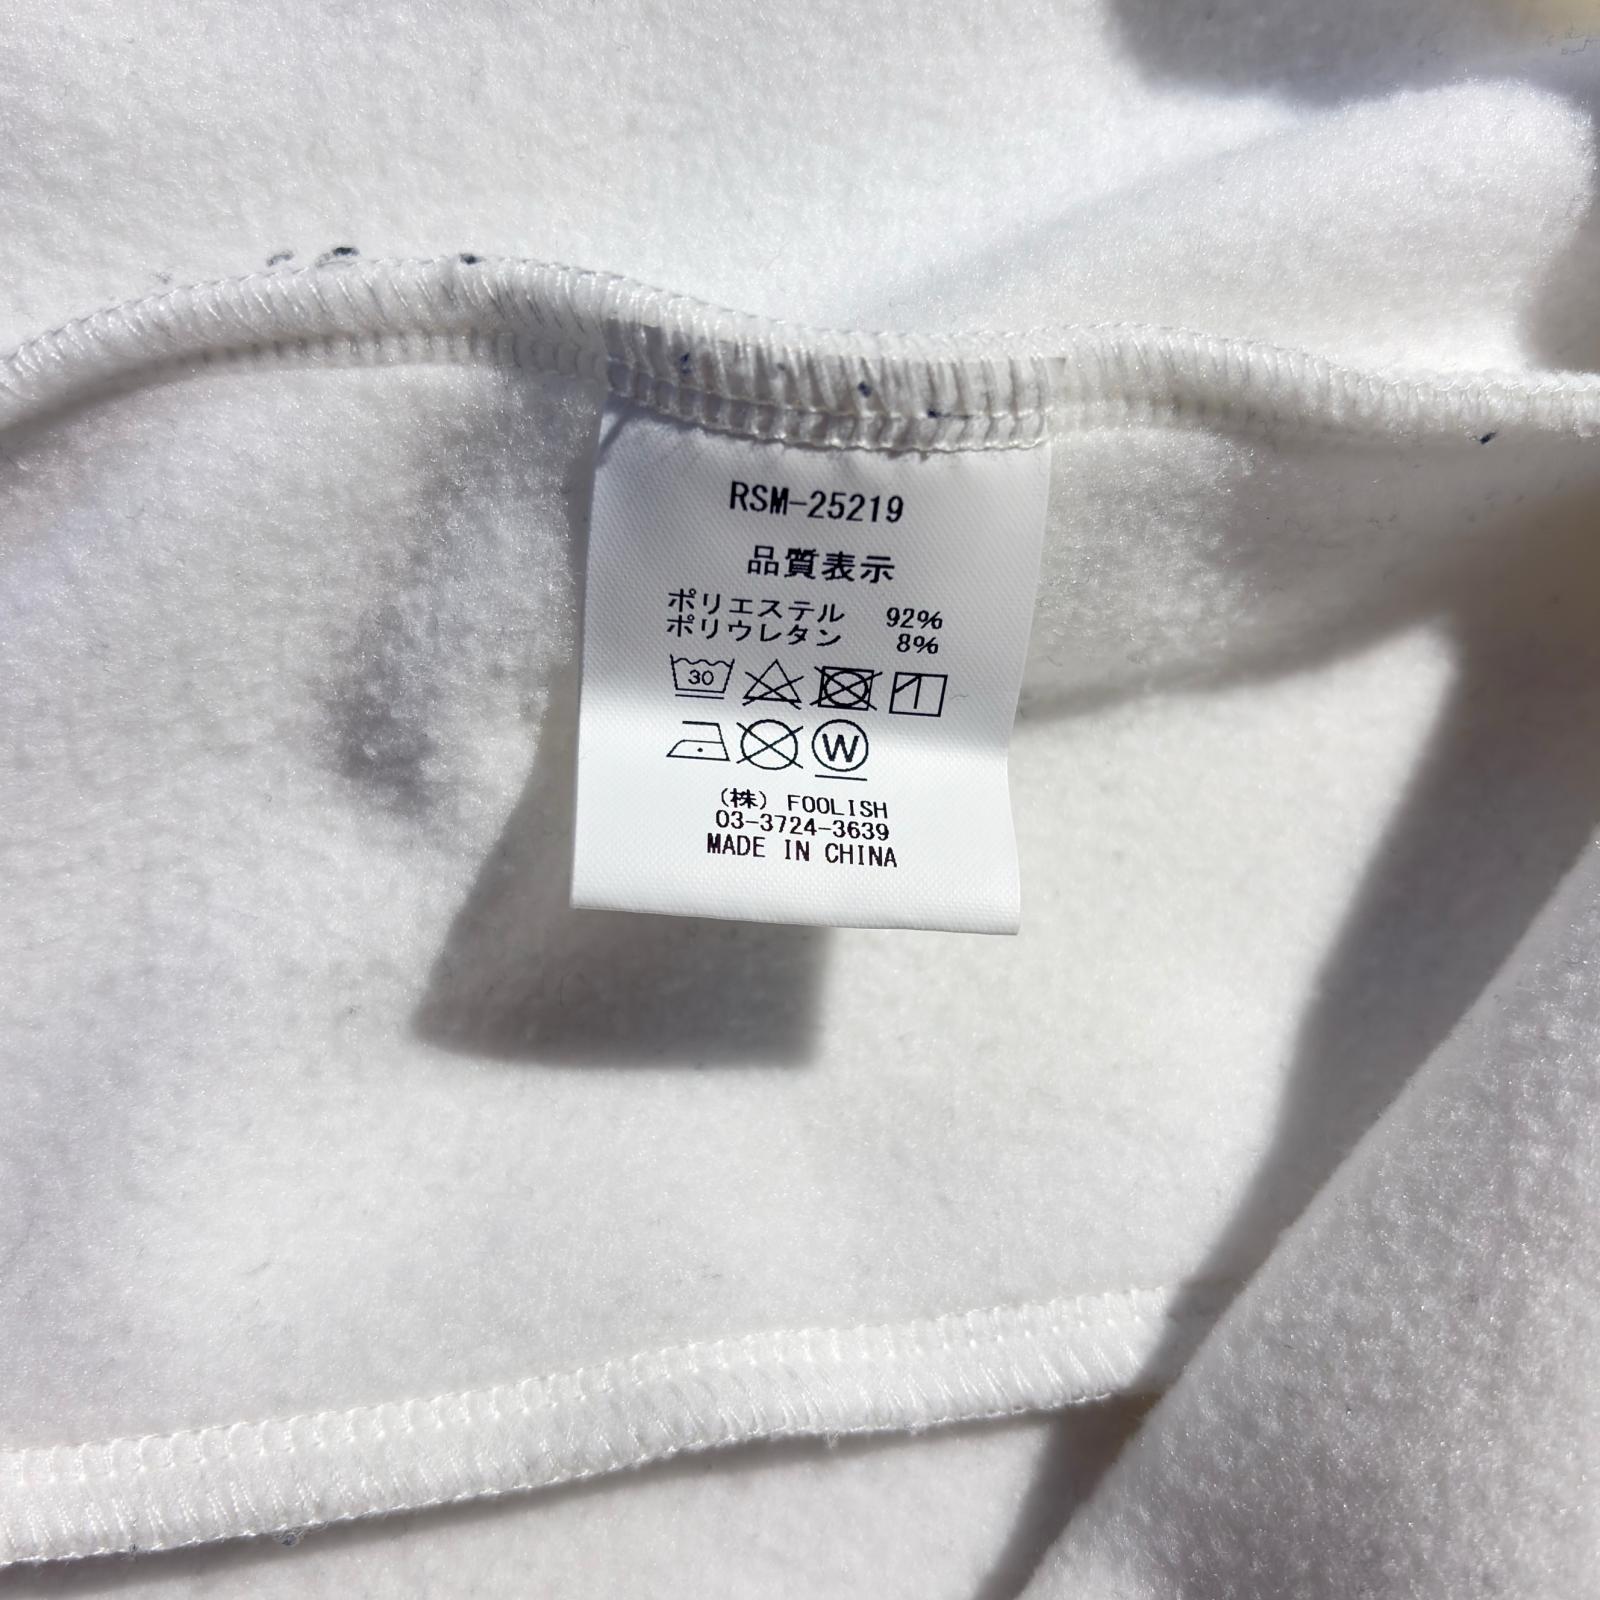 RSM-25219
品質表示
ポリエステル 92%
ポリウレタン 8%
30
W
(株) FOOLISH
03-3724-3639
MADE IN CHINA